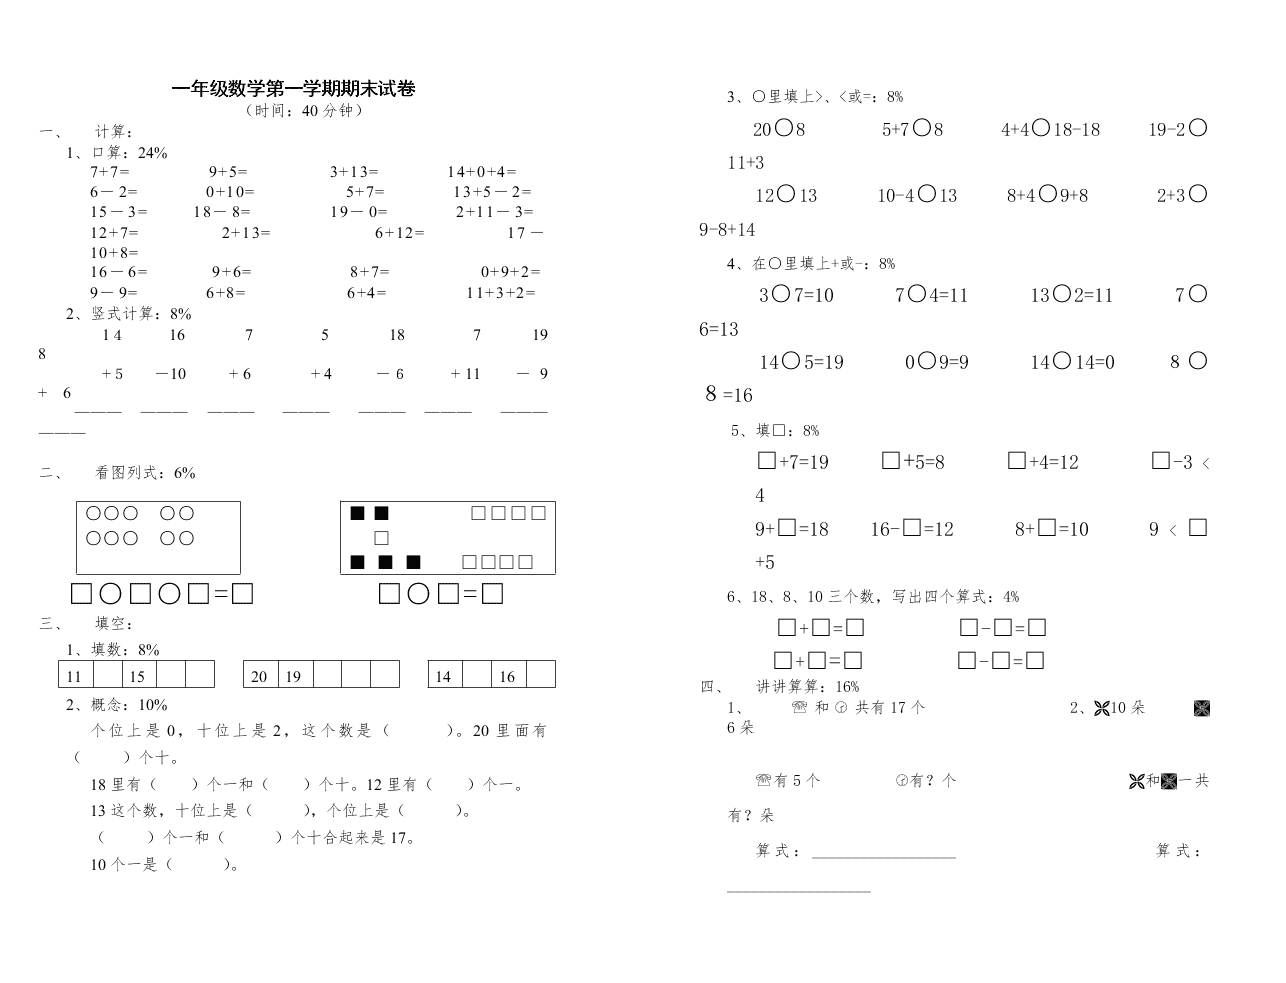 一年级数学第一学期期末试卷
（时间：40 分钟）
一、 计算：
1、口算：24%
7+7= 9+5= 3+13= 14+0+4=
6－2= 0+10= 5+7= 13+5－2=
15－3= 18－8= 19－0= 2+11－3=
12+7= 2+13= 6+12= 17－
10+8=
16－6= 9+6= 8+7= 0+9+2=
9－9= 6+8= 6+4= 11+3+2=
2、竖式计算：8%
14 16 7 5 18 7 19
8
+5 －10 +6 +4 －6 +11 － 9
+ 6
——— ——— ——— ——— ——— ——— ———
———
二、 看图列式：6%
○○○ ○○ ■ ■ □□□□
○○○ ○○ □
■ ■ ■ □□□□
□○□○□=□ □○□=□
三、 填空：
1、填数：8%
11 15 20 19 14 16
2、概念：10%
个位上是 0，十位上是 2，这个数是（ ）。20 里面有
（ ）个十。
18 里有（ ）个一和（ ）个十。12 里有（ ）个一。
13 这个数，十位上是（ ），个位上是（ ）。
（ ）个一和（ ）个十合起来是 17。
10 个一是（ ）。
3、○里填上>、<或=：8%
20○8 5+7○8 4+4○18-18 19-2○
11+3
12○13 10-4○13 8+4○9+8 2+3○
9-8+14
4、在○里填上+或-：8%
3○7=10 7○4=11 13○2=11 7○
6=13
14○5=19 0○9=9 14○14=0 8 ○
8 =16
5、填□：8%
□+7=19 □+5=8 □+4=12 □-3 <
4
9+□=18 16-□=12 8+□=10 9 < □
+5
6、18、8、10 三个数，写出四个算式：4%
□+□=□ □-□=□
□+□=□ □-□=□
四、 讲讲算算：16%
1、 ☏ 和 🕜 共有 17 个 2、10 朵
6 朵
☏有 5 个 🕜有？个 和一共
有？朵
算式：__________________ 算式：
__________________